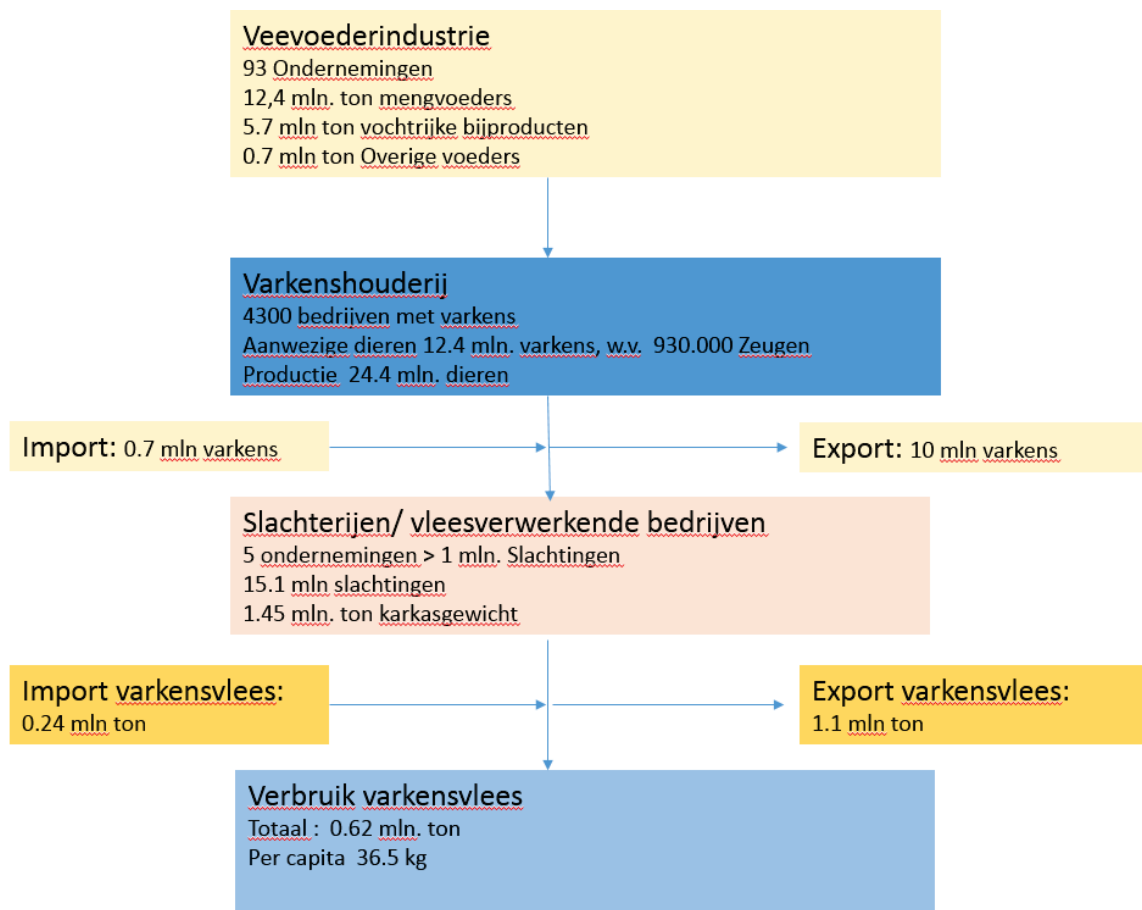 Veevoederindustrie
93 Ondernemingen
12,4 mln. ton mengvoeders
5.7 mln ton vochtrijke bijproducten
0.7 mln ton Overige voeders
Varkenshouderij
4300 bedrijven met varkens
Aanwezige dieren 12.4 mln. varkens, w.v. 930.000 Zeugen
Productie 24.4 mln. dieren
Import: 0.7 mln varkens
Export: 10 mln varkens
Slachterijen/ vleesverwerkende bedrijven
5 ondernemingen > 1 mln. Slachtingen
15.1 mln slachtingen
1.45 mln. ton karkasgewicht
Import varkensvlees:
0.24 mln ton
Export varkensvlees:
1.1 mln ton
Verbruik varkensvlees
Totaal : 0.62 mln. ton
Per capita 36.5 kg